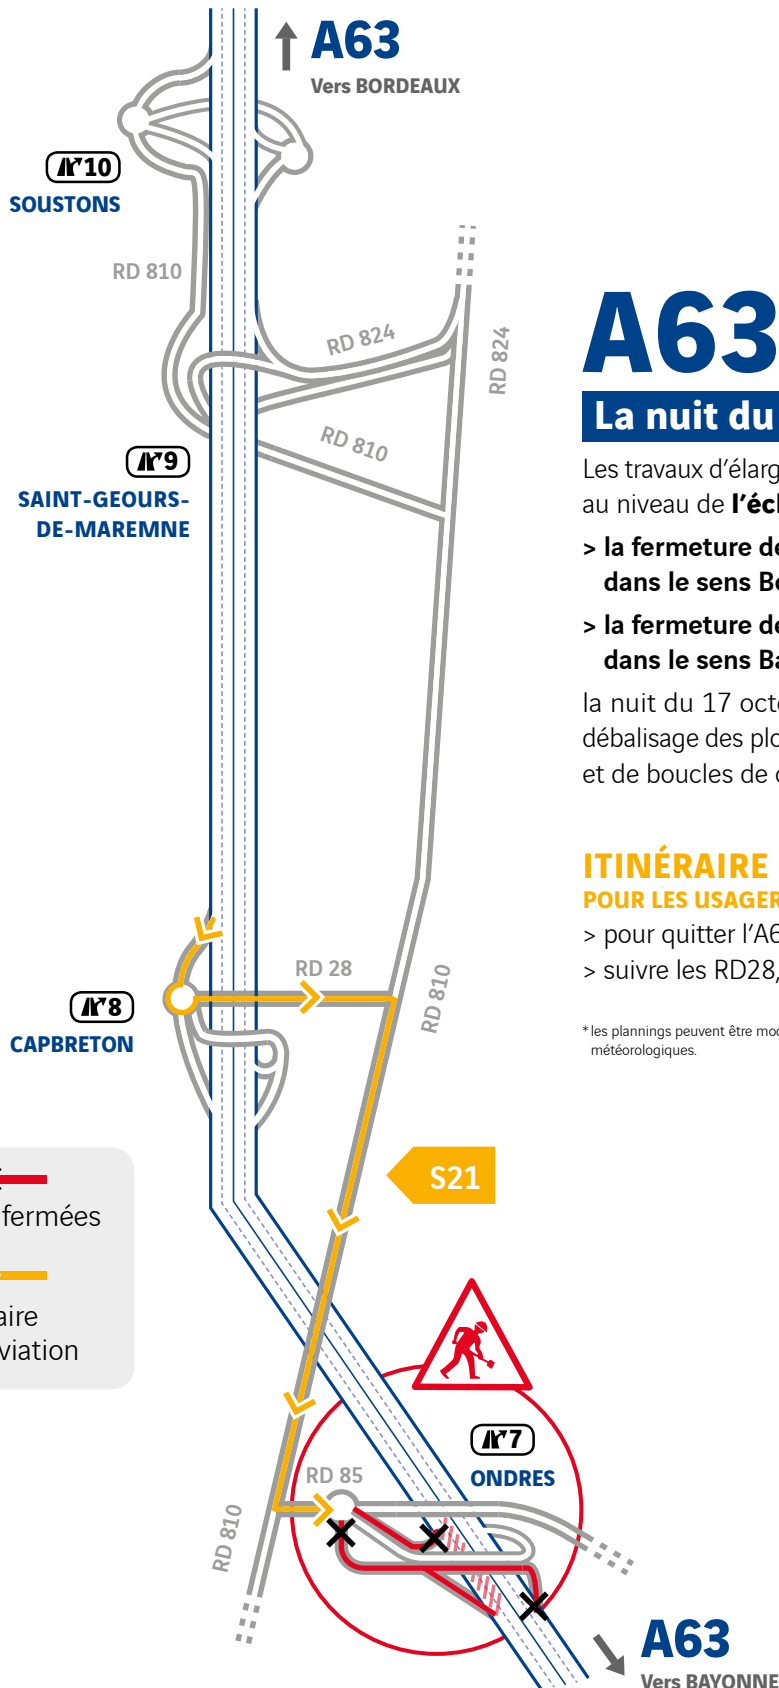 A63
Vers BORDEAUX
10
SOUSTONS
RD 810
RD 824
RD 824
RD 810
9
SAINT-GEOURS-
DE-MAREMNE
A63
La nuit du
Les travaux d'élarg
au niveau de l'écl
> la fermeture de
dans le sens Bo
> la fermeture de
dans le sens Ba
la nuit du 17 octo
débalisage des plo
et de boucles de c
ITINÉRAIRE
POUR LES USAGER
> pour quitter l'A6
> suivre les RD28,
* les plannings peuvent être mod
météorologiques.
RD 28
RD 810
8
CAPBRETON
S21
fermées
aire
viation
7
ONDRES
RD 85
RD 810
A63
Vers BAYONNE